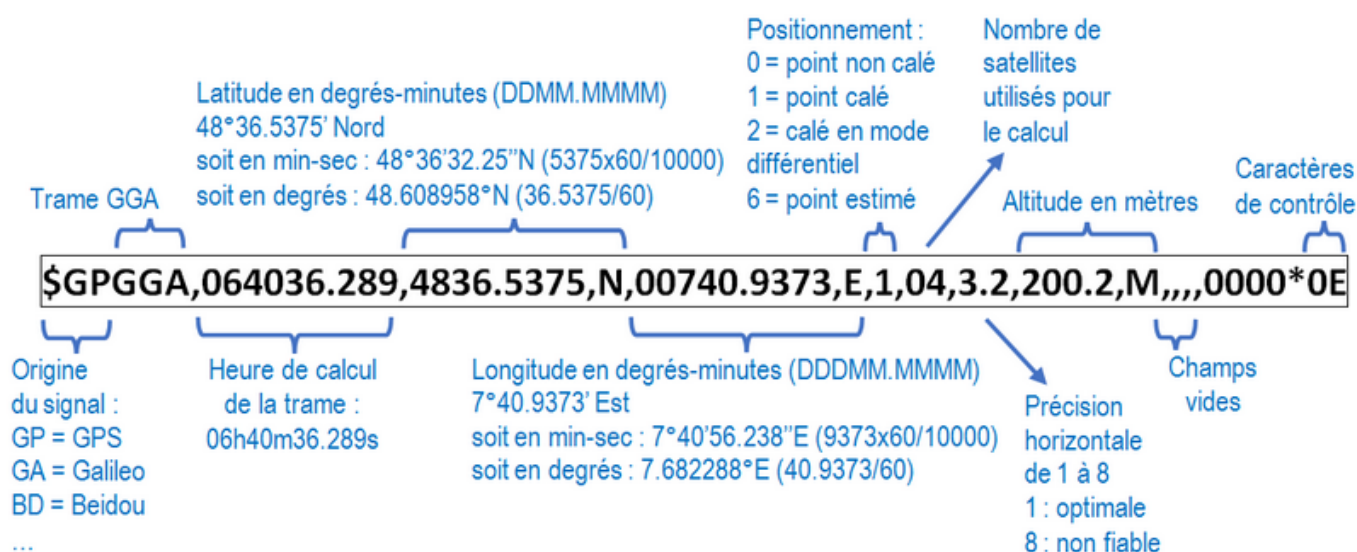 Positionnement :
0 = point non calé
1 = point calé
2 = calé en mode
différentiel
6 = point estimé
Nombre de
satellites
utilisés pour
le calcul
Latitude en degrés-minutes (DDMM.MMMM)
48°36.5375’ Nord
soit en min-sec : 48°36’32.25’’N (5375x60/10000)
soit en degrés : 48.608958°N (36.5375/60)
Trame GGA
Altitude en mètres
Caractères
de contrôle
$GPGGA,064036.289,4836.5375,N,00740.9373,E,1,04,3.2,200.2,M,,,,0000*0E
Origine
du signal :
GP = GPS
GA = Galileo
BD = Beidou
...
Heure de calcul
de la trame :
06h40m36.289s
Longitude en degrés-minutes (DDDMM.MMMM)
7°40.9373’ Est
soit en min-sec : 7°40’56.238’’E (9373x60/10000)
soit en degrés : 7.682288°E (40.9373/60)
Précision
horizontale
de 1 à 8
1 : optimale
8 : non fiable
Champs
vides